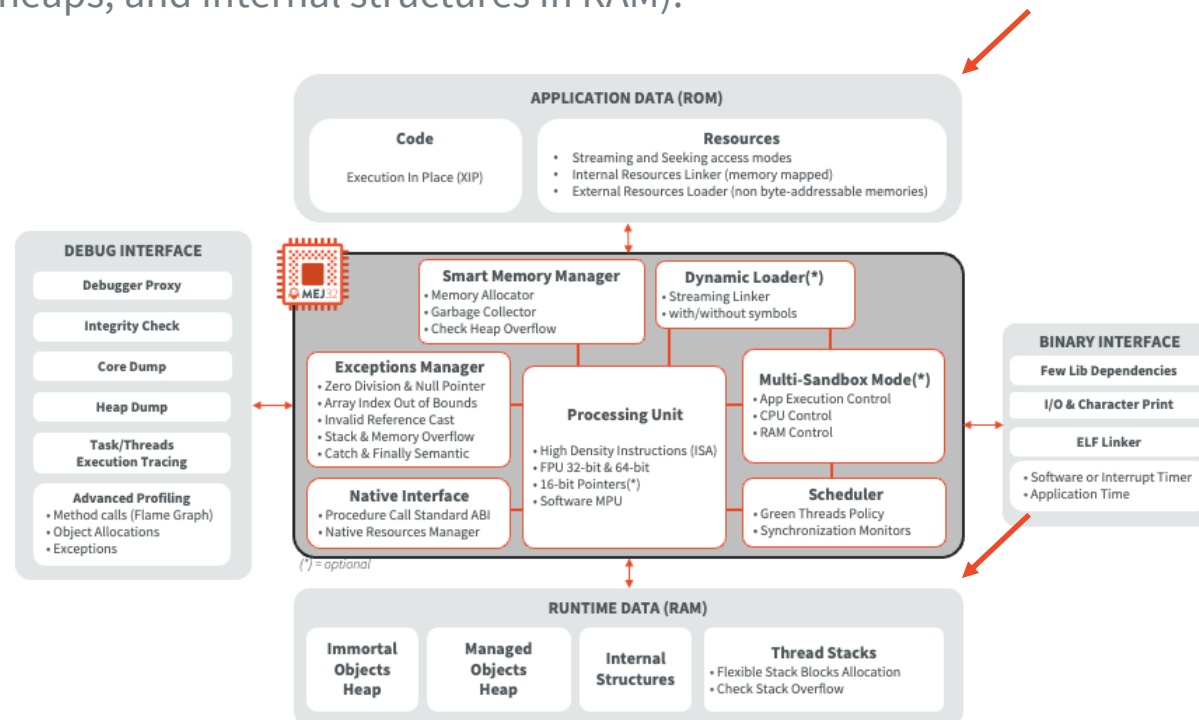 heaps, and internal structures in RAM).
APPLICATION DATA (ROM)
Code
Execution In Place (XIP)
Resources
• Streaming and Seeking access modes
• Internal Resources Linker (memory mapped)
• External Resources Loader (non byte-addressable memories)
DEBUG INTERFACE
Debugger Proxy
Integrity Check
Core Dump
Heap Dump
Task/Threads
Execution Tracing
Advanced Profiling
• Method calls (Flame Graph)
• Object Allocations
• Exceptions
MEJ32
Smart Memory Manager
• Memory Allocator
• Garbage Collector
• Check Heap Overflow
Dynamic Loader(*)
• Streaming Linker
• with/without symbols
Exceptions Manager
• Zero Division & Null Pointer
• Array Index Out of Bounds
• Invalid Reference Cast
• Stack & Memory Overflow
• Catch & Finally Semantic
Processing Unit
• High Density Instructions (ISA)
• FPU 32-bit & 64-bit
• 16-bit Pointers(*)
• Software MPU
Multi-Sandbox Mode(*)
• App Execution Control
• CPU Control
• RAM Control
Native Interface
• Procedure Call Standard ABI
• Native Resources Manager
Scheduler
• Green Threads Policy
• Synchronization Monitors
(*) = optional
BINARY INTERFACE
Few Lib Dependencies
I/O & Character Print
ELF Linker
• Software or Interrupt Timer
• Application Time
RUNTIME DATA (RAM)
Immortal
Objects
Heap
Managed
Objects
Heap
Internal
Structures
Thread Stacks
• Flexible Stack Blocks Allocation
• Check Stack Overflow